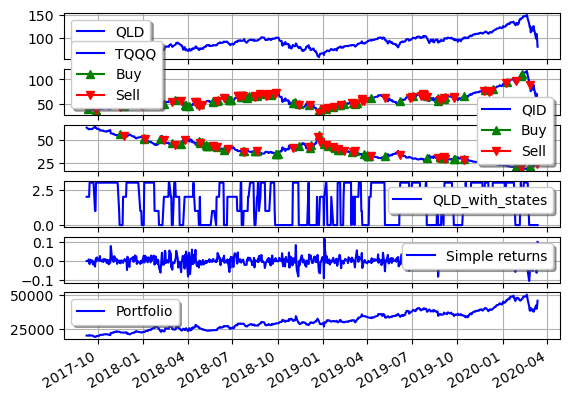 150
100
QLD
100
50
TQQQ
Buy
Sell
50
25
QID
Buy
Sell
2.5
0.0
QLD_with_states
0.1
0.0
−0.1
Simple returns
50000
25000
Portfolio
2017-10
2018-01
2018-04
2018-07
2018-10
2019-01
2019-04
2019-07
2019-10
2020-01
2020-04